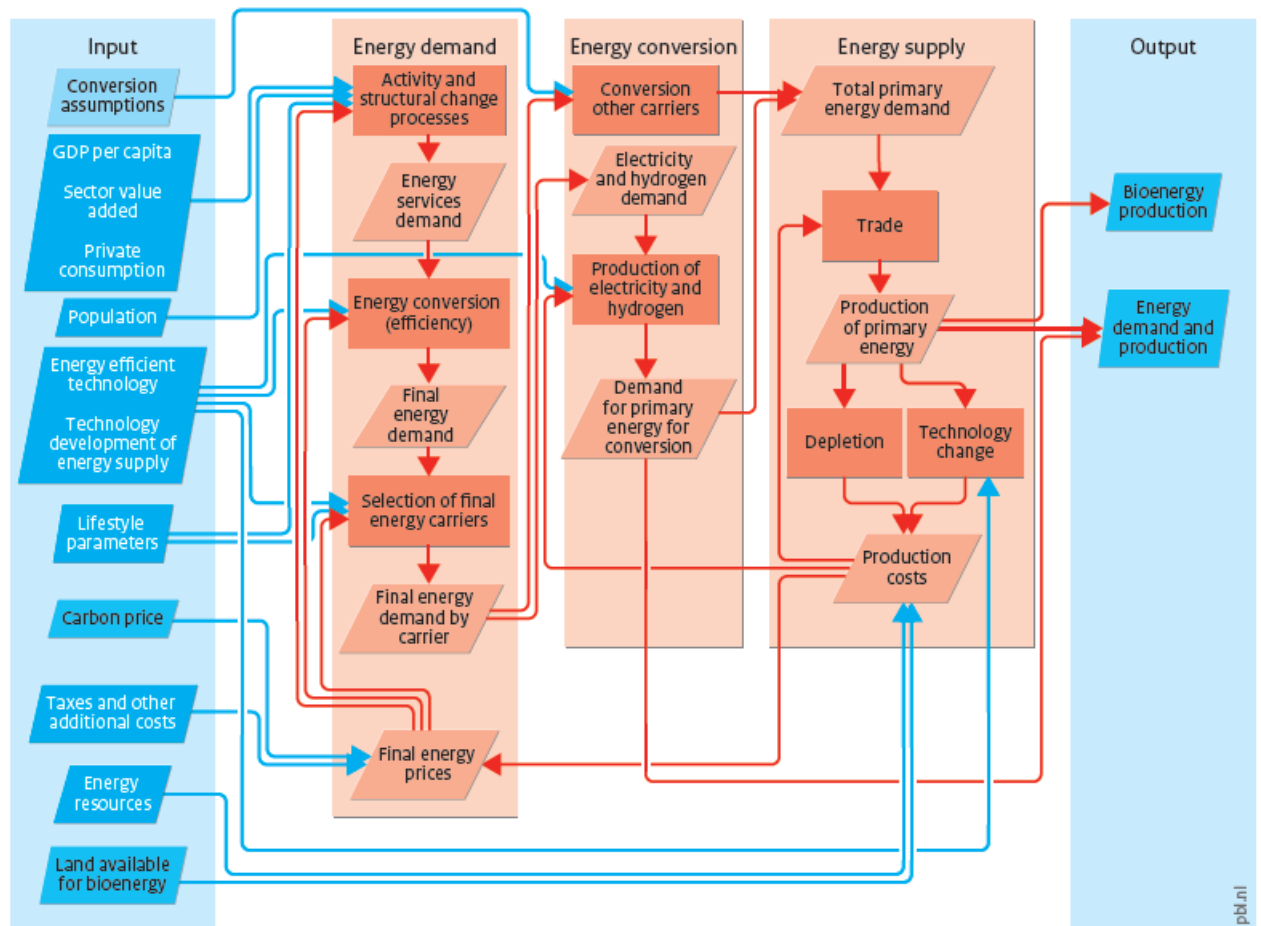 Input
Conversion
assumptions
GDP per capita
Sector value
added
Private
consumption
Population
Energy efficient
technology
Technology
development of
energy supply
Lifestyle
parameters
Carbon price
Taxes and other
additional costs
Energy
resources
Land available
for bioenergy
Energy demand
Activity and
structural change
processes
Energy
services
demand
Energy conversion
(efficiency)
Final
energy
demand
Selection of final
energy carriers
Final energy
demand by
carrier
Final energy
prices
Energy conversion
Conversion
other carriers
Electricity
and hydrogen
demand
Production of
electricity and
hydrogen
Demand
for primary
energy for
conversion
Energy supply
Total primary
energy demand
Trade
Production
of primary
energy
Depletion
Technology
change
Production
costs
Output
Bioenergy
production
Energy
demand and
production
pbl.nl